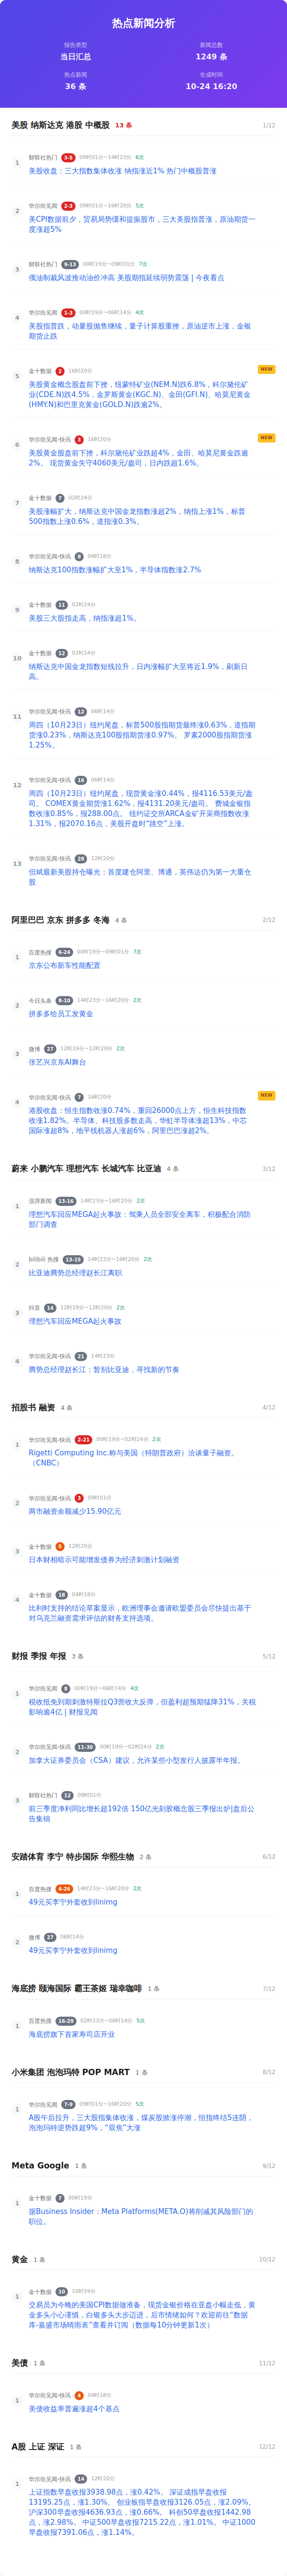 热点新闻分析
报告类型
当日汇总
新闻总数
1249 条
热点新闻
36 条
生成时间
10-24 16:20
美股 纳斯达克 港股 中概股 13 条 1/12
1 财联社热门 3-5 09时01分~14时23分 6次
美股收盘：三大指数集体收涨 纳指涨近1% 热门中概股普涨
2 华尔街见闻 2-3 09时01分~16时20分 5次
美CPI数据前夕，贸易局势缓和提振股市，三大美股指普涨，原油期货一
度涨超5%
3 财联社热门 9-13 00时19分~09时01分 7次
俄油制裁风波推动油价冲高 美股期指延续弱势震荡 | 今夜看点
4 华尔街见闻 1-3 00时19分~06时14分 4次
美股指普跌，动量股抛售继续，量子计算股重挫，原油逆市上涨，金银
期货止跌
5 金十数据 2 16时20分 NEW
美股黄金概念股盘前下挫，纽蒙特矿业(NEM.N)跌6.8%，科尔黛伦矿
业(CDE.N)跌4.5%，金罗斯黄金(KGC.N)、金田(GFI.N)、哈莫尼黄金
(HMY.N)和巴里克黄金(GOLD.N)跌逾2%。
6 华尔街见闻-快讯 3 16时20分 NEW
美股黄金股盘前下挫，科尔黛伦矿业跌超4%，金田、哈莫尼黄金跌逾
2%。 现货黄金失守4060美元/盎司，日内跌超1.6%。
7 金十数据 7 02时24分
美股涨幅扩大，纳斯达克中国金龙指数涨超2%，纳指上涨1%，标普
500指数上涨0.6%，道指涨0.3%。
8 华尔街见闻-快讯 8 04时18分
纳斯达克100指数涨幅扩大至1%，半导体指数涨2.7%
9 金十数据 11 02时24分
美股三大股指走高，纳指涨超1%。
10 金十数据 12 02时24分
纳斯达克中国金龙指数短线拉升，日内涨幅扩大至将近1.9%，刷新日
高。
11 华尔街见闻-快讯 12 06时14分
周四（10月23日）纽约尾盘，标普500股指期货最终涨0.63%，道指期
货涨0.23%，纳斯达克100股指期货涨0.97%。 罗素2000股指期货涨
1.25%。
12 华尔街见闻-快讯 16 06时14分
周四（10月23日）纽约尾盘，现货黄金涨0.44%，报4116.53美元/盎
司。 COMEX黄金期货涨1.62%，报4131.20美元/盎司。 费城金银指
数收涨0.85%，报288.00点。 纽约证交所ARCA金矿开采商指数收涨
1.31%，报2070.16点，美股开盘时“跳空”上涨。
13 华尔街见闻-快讯 28 12时20分
但斌最新美股持仓曝光：首度建仓阿里、博通，英伟达仍为第一大重仓
股
阿里巴巴 京东 拼多多 冬海 4 条 2/12
1 百度热搜 6-24 00时19分~09时01分 7次
京东公布新车性能配置
2 今日头条 8-10 14时23分~16时20分 2次
拼多多给员工发黄金
3 微博 27 12时19分~12时20分 2次
张艺兴京东AI舞台
4 华尔街见闻-快讯 7 16时20分 NEW
港股收盘：恒指收涨0.74%，重回26000点上方，恒生科技指数
收涨1.82%。半导体、科技股多数走高，华虹半导体涨超13%，中芯
国际涨超8%，地平线机器人涨超6%，阿里巴巴涨超2%。
蔚来 小鹏汽车 理想汽车 长城汽车 比亚迪 4 条 3/12
1 澎湃新闻 13-16 14时23分~16时20分 2次
理想汽车回应MEGA起火事故：驾乘人员全部安全离车，积极配合消防
部门调查
2 bilibili 热搜 13-15 14时23分~16时20分 2次
比亚迪腾势总经理赵长江离职
3 抖音 14 12时19分~12时20分 2次
理想汽车回应MEGA起火事故
4 华尔街见闻-快讯 21 14时23分
腾势总经理赵长江：暂别比亚迪，寻找新的节奏
招股书 融资 4 条 4/12
1 华尔街见闻-快讯 2-21 00时19分~02时24分 2次
Rigetti Computing Inc.称与美国（特朗普政府）洽谈量子融资。
（CNBC）
2 华尔街见闻-快讯 3 09时01分
两市融资余额减少15.90亿元
3 金十数据 5 12时20分
日本财相暗示可能增发债券为经济刺激计划融资
4 金十数据 18 04时18分
比利时支持的结论草案显示，欧洲理事会邀请欧盟委员会尽快提出基于
对乌克兰融资需求评估的财务支持选项。
财报 季报 年报 3 条 5/12
1 华尔街见闻 8 00时19分~06时14分 4次
税收抵免到期刺激特斯拉Q3营收大反弹，但盈利超预期猛降31%，关税
影响逾4亿 | 财报见闻
2 华尔街见闻-快讯 11-30 00时19分~02时24分 2次
加拿大证券委员会（CSA）建议，允许某些小型发行人披露半年报。
3 财联社热门 12 09时01分
前三季度净利同比增长超192倍 150亿光刻胶概念股三季报出炉|盘后公
告集锦
安踏体育 李宁 特步国际 华熙生物 2 条 6/12
1 百度热搜 4-26 14时23分~16时20分 2次
49元买李宁外套收到linimg
2 微博 27 06时14分
49元买李宁外套收到linimg
海底捞 颐海国际 霸王茶姬 瑞幸咖啡 1 条 7/12
1 百度热搜 16-29 02时23分~06时14分 5次
海底捞旗下首家寿司店开业
小米集团 泡泡玛特 POP MART 1 条 8/12
1 华尔街见闻 7-9 09时01分~16时20分 5次
A股午后拉升，三大股指集体收涨，煤炭股掀涨停潮，恒指终结5连阴，
泡泡玛特逆势跌超9%，“双焦”大涨
Meta Google 1 条 9/12
1 金十数据 7 00时19分
据Business Insider：Meta Platforms(META.O)将削减其风险部门的
职位。
黄金 1 条 10/12
1 金十数据 10 10时59分
交易员为今晚的美国CPI数据做准备，现货黄金价格在亚盘小幅走低，黄
金多头小心谨慎，白银多头大步迈进，后市情绪如何？欢迎前往“数据
库-嘉盛市场晴雨表”查看并订阅（数据每10分钟更新1次）
美债 1 条 11/12
1 华尔街见闻-快讯 4 04时18分
美债收益率普遍涨超4个基点
A股 上证 深证 1 条 12/12
1 华尔街见闻-快讯 14 12时20分
上证指数早盘收报3938.98点，涨0.42%。 深证成指早盘收报
13195.25点，涨1.30%。 创业板指早盘收报3126.05点，涨2.09%。
沪深300早盘收报4636.93点，涨0.66%。 科创50早盘收报1442.98
点，涨2.98%。 中证500早盘收报7215.22点，涨1.01%。 中证1000
早盘收报7391.06点，涨1.14%。